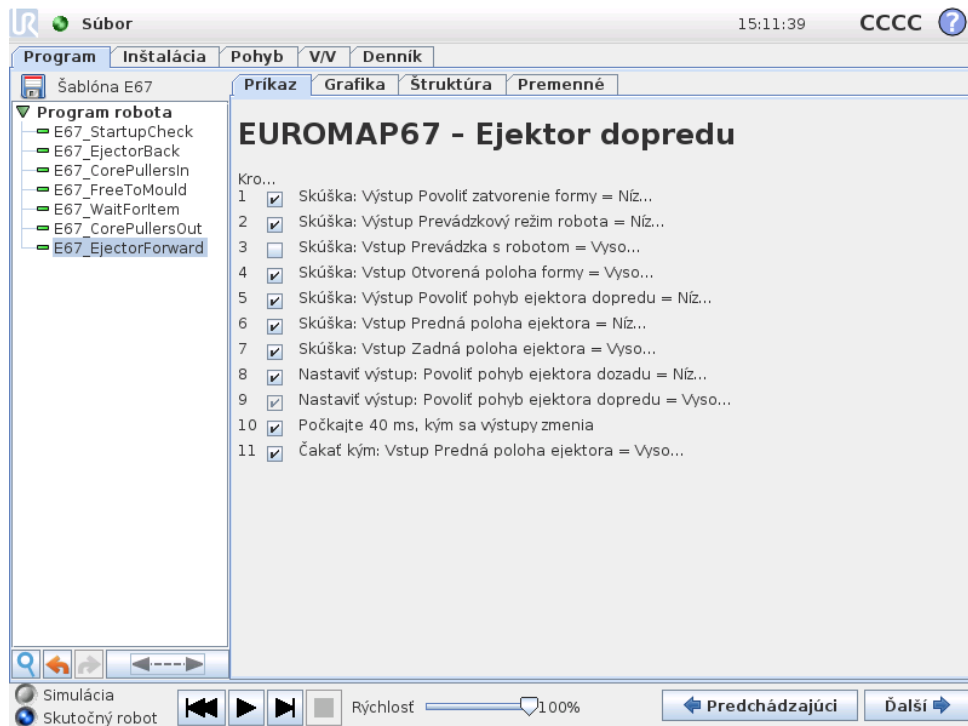 UR Súbor 15:11:39 CCCC ?
Program Inštalácia Pohyb V/V Denník
Šablóna E67
Príkaz Grafika Štruktúra Premenné
Program robota
E67_StartupCheck
E67_EjectorBack
E67_CorePullersIn
E67_FreeToMould
E67_WaitForItem
E67_CorePullersOut
E67_EjectorForward
EUROMAP67 - Ejektor dopredu
Kro...
1 Skúška: Výstup Povoliť zatvorenie formy = Níz...
2 Skúška: Výstup Prevádzkový režim robota = Níz...
3 Skúška: Vstup Prevádzka s robotom = Vyso...
4 Skúška: Vstup Otvorená poloha formy = Vyso...
5 Skúška: Výstup Povoliť pohyb ejektora dopredu = Níz...
6 Skúška: Vstup Predná poloha ejektora = Níz...
7 Skúška: Vstup Zadná poloha ejektora = Vyso...
8 Nastaviť výstup: Povoliť pohyb ejektora dozadu = Níz...
9 Nastaviť výstup: Povoliť pohyb ejektora dopredu = Vyso...
10 Počkajte 40 ms, kým sa výstupy zmenia
11 Čakať kým: Vstup Predná poloha ejektora = Vyso...
Simulácia
Skutočný robot
Rýchlosť 100%
Predchádzajúci
Ďalší